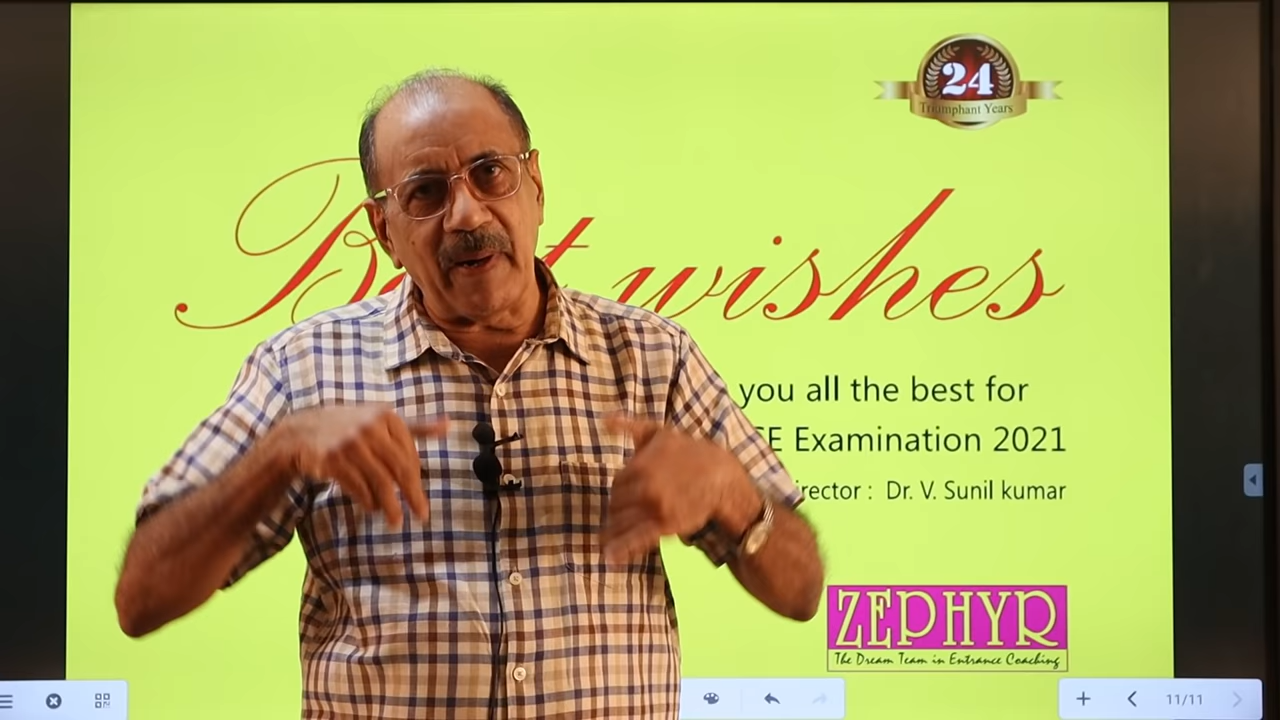 24
Triumphant Years
wishes
you all the best for
Examination 2021
Dr. V. Sunil kumar
ZEPHYR
The Dream Team in Entrance Coaching
11/11